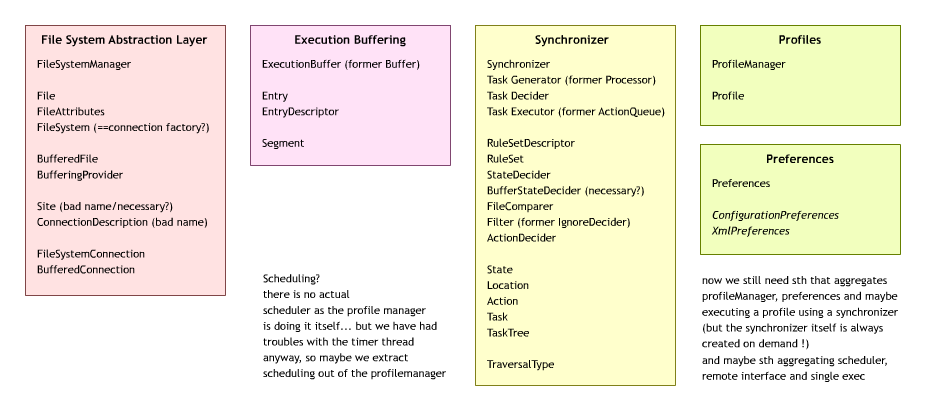 File System Abstraction Layer
FileSystemManager
File
FileAttributes
FileSystem (==connection factory?)
BufferedFile
BufferingProvider
Site (bad name/necessary?)
ConnectionDescription (bad name)
FileSystemConnection
BufferedConnection
Execution Buffering
ExecutionBuffer (former Buffer)
Entry
EntryDescriptor
Segment
Scheduling?
there is no actual
scheduler as the profile manager
is doing it itself... but we have had
troubles with the timer thread
anyway, so maybe we extract
scheduling out of the profilemanager
Synchronizer
Synchronizer
Task Generator (former Processor)
Task Decider
Task Executor (former ActionQueue)
RuleSetDescriptor
RuleSet
StateDecider
BufferStateDecider (necessary?)
FileComparer
Filter (former IgnoreDecider)
ActionDecider
State
Location
Action
Task
TaskTree
TraversalType
Profiles
ProfileManager
Profile
Preferences
Preferences
ConfigurationPreferences
XmlPreferences
now we still need sth that aggregates
profileManager, preferences and maybe
executing a profile using a synchronizer
(but the synchronizer itself is always
created on demand !)
and maybe sth aggregating scheduler,
remote interface and single exec